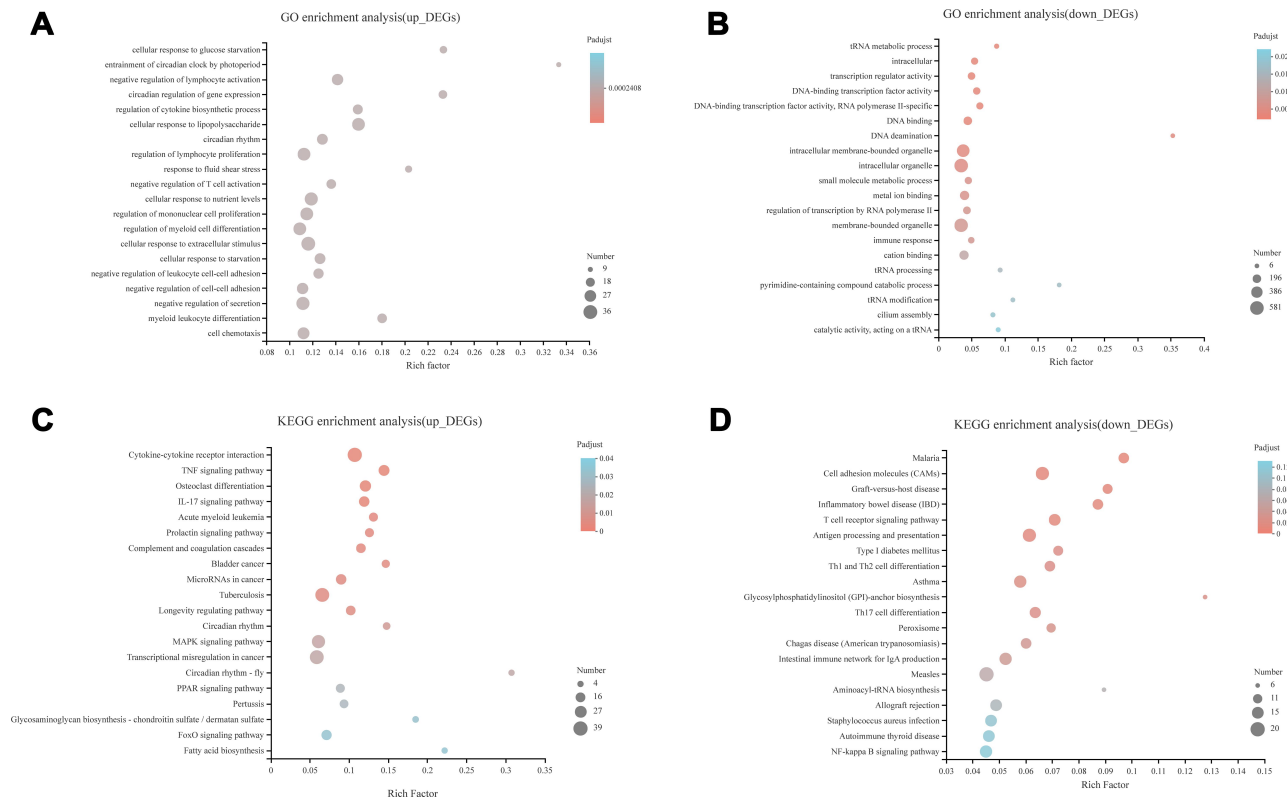 A
GO enrichment analysis(up_DEGs)
cellular response to glucose starvation
entrainment of circadian clock by photoperiod
negative regulation of lymphocyte activation
circadian regulation of gene expression
regulation of cytokine biosynthetic process
cellular response to lipopolysaccharide
circadian rhythm
regulation of lymphocyte proliferation
response to fluid shear stress
negative regulation of T cell activation
cellular response to nutrient levels
regulation of mononuclear cell proliferation
regulation of myeloid cell differentiation
cellular response to extracellular stimulus
cellular response to starvation
negative regulation of leukocyte cell-cell adhesion
negative regulation of cell-cell adhesion
negative regulation of secretion
myeloid leukocyte differentiation
cell chemotaxis
0.08 0.1 0.12 0.14 0.16 0.18 0.2 0.22 0.24 0.26 0.28 0.3 0.32 0.34 0.36
Rich factor
Padujst
0.0002408
Number
9
18
27
36
B
GO enrichment analysis(down_DEGs)
tRNA metabolic process
intracellular
transcription regulator activity
DNA-binding transcription factor activity
DNA-binding transcription factor activity, RNA polymerase II-specific
DNA binding
DNA deamination
intracellular membrane-bounded organelle
intracellular organelle
small molecule metabolic process
metal ion binding
regulation of transcription by RNA polymerase II
membrane-bounded organelle
immune response
cation binding
tRNA processing
pyrimidine-containing compound catabolic process
tRNA modification
cilium assembly
catalytic activity, acting on a tRNA
0 0.05 0.1 0.15 0.2 0.25 0.3 0.35 0.4
Rich factor
Padujst
0.02
0.01
0.00
Number
6
196
386
581
C
KEGG enrichment analysis(up_DEGs)
Cytokine-cytokine receptor interaction
TNF signaling pathway
Osteoclast differentiation
IL-17 signaling pathway
Acute myeloid leukemia
Prolactin signaling pathway
Complement and coagulation cascades
Bladder cancer
MicroRNAs in cancer
Tuberculosis
Longevity regulating pathway
Circadian rhythm
MAPK signaling pathway
Transcriptional misregulation in cancer
Circadian rhythm - fly
PPAR signaling pathway
Pertussis
Glycosaminoglycan biosynthesis - chondroitin sulfate / dermatan sulfate
FoxO signaling pathway
Fatty acid biosynthesis
0 0.05 0.1 0.15 0.2 0.25 0.3 0.35
Rich Factor
Padjust
0.04
0.03
0.02
0.01
0
Number
4
16
27
39
D
KEGG enrichment analysis(down_DEGs)
Malaria
Cell adhesion molecules (CAMs)
Graft-versus-host disease
Inflammatory bowel disease (IBD)
T cell receptor signaling pathway
Antigen processing and presentation
Type I diabetes mellitus
Th1 and Th2 cell differentiation
Asthma
Glycosylphosphatidylinositol (GPI)-anchor biosynthesis
Th17 cell differentiation
Peroxisome
Chagas disease (American trypanosomiasis)
Intestinal immune network for IgA production
Measles
Aminoacyl-tRNA biosynthesis
Allograft rejection
Staphylococcus aureus infection
Autoimmune thyroid disease
NF-kappa B signaling pathway
0.03 0.04 0.05 0.06 0.07 0.08 0.09 0.1 0.11 0.12 0.13 0.14 0.15
Rich Factor
Padjust
0
Number
6
11
15
20